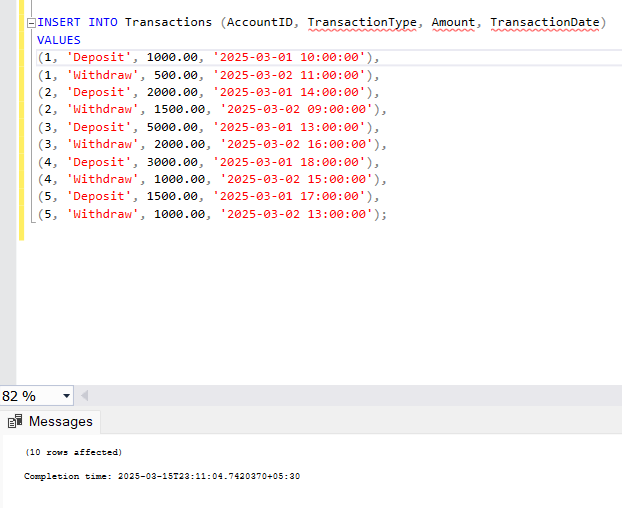 INSERT INTO Transactions (AccountID, TransactionType, Amount, TransactionDate)
VALUES
(1, 'Deposit', 1000.00, '2025-03-01 10:00:00'),
(1, 'Withdraw', 500.00, '2025-03-02 11:00:00'),
(2, 'Deposit', 2000.00, '2025-03-01 14:00:00'),
(2, 'Withdraw', 1500.00, '2025-03-02 09:00:00'),
(3, 'Deposit', 5000.00, '2025-03-01 13:00:00'),
(3, 'Withdraw', 2000.00, '2025-03-02 16:00:00'),
(4, 'Deposit', 3000.00, '2025-03-01 18:00:00'),
(4, 'Withdraw', 1000.00, '2025-03-02 15:00:00'),
(5, 'Deposit', 1500.00, '2025-03-01 17:00:00'),
(5, 'Withdraw', 1000.00, '2025-03-02 13:00:00');
82 %
Messages
(10 rows affected)
Completion time: 2025-03-15T23:11:04.7420370+05:30